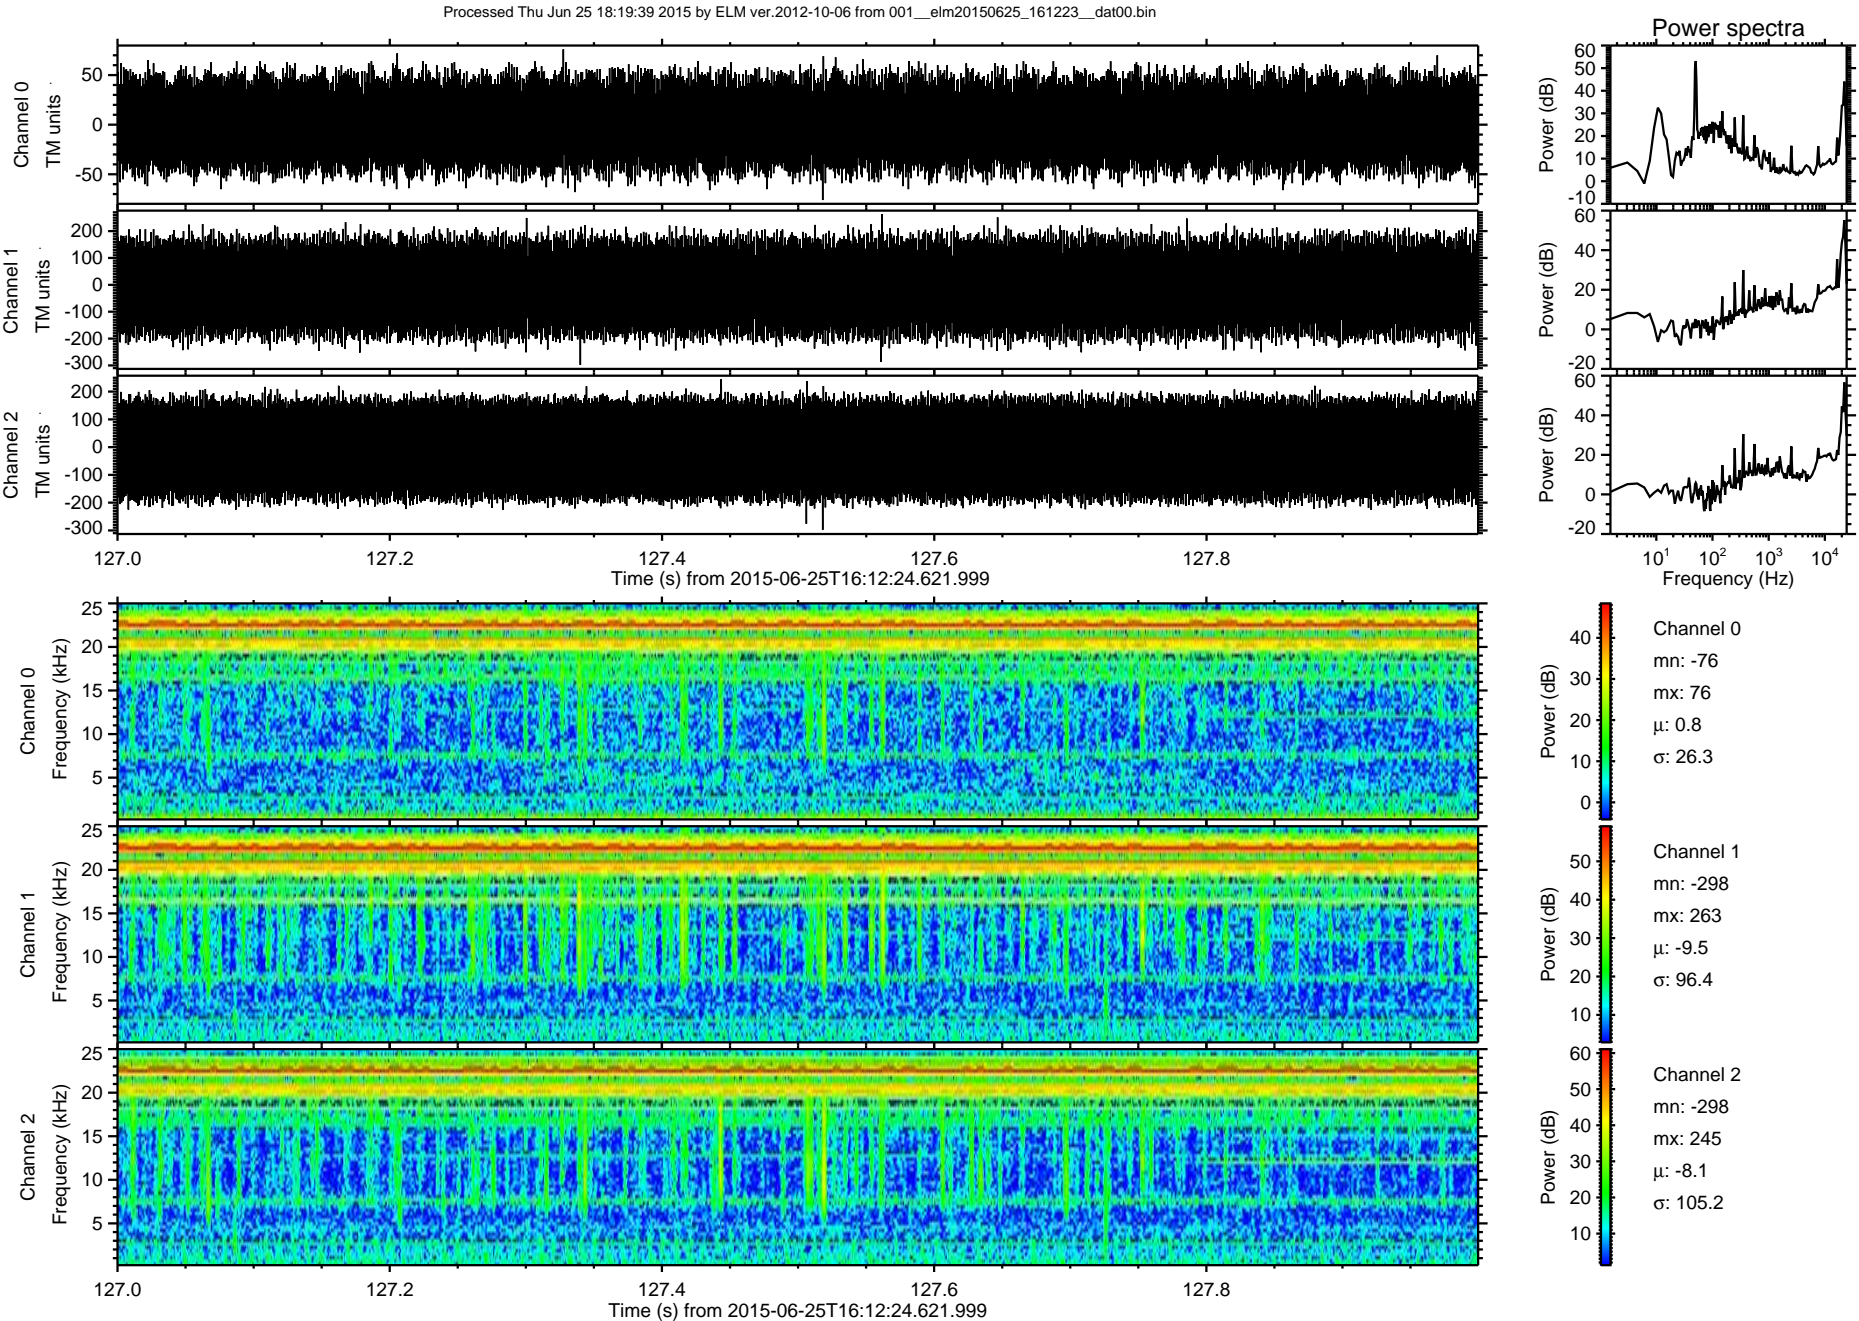 Processed Thu Jun 25 18:19:39 2015 by ELM ver.2012-10-06 from 001__elm20150625_161223__dat00.bin
Power spectra
Channel 0
TM units
50
0
-50
Power (dB)
60
50
40
30
20
10
0
-10
Channel 1
TM units
200
100
0
-100
-200
-300
Power (dB)
60
40
20
0
-20
Channel 2
TM units
200
100
0
-100
-200
-300
Power (dB)
60
40
20
0
-20
127.0 127.2 127.4 127.6 127.8
Time (s) from 2015-06-25T16:12:24.621.999
10^1 10^2 10^3 10^4
Frequency (Hz)
Channel 0
Frequency (kHz)
25
20
15
10
5
Power (dB)
40
30
20
10
0
Channel 0
mn: -76
mx: 76
μ: 0.8
σ: 26.3
Channel 1
Frequency (kHz)
25
20
15
10
5
Power (dB)
50
40
30
20
10
Channel 1
mn: -298
mx: 263
μ: -9.5
σ: 96.4
Channel 2
Frequency (kHz)
25
20
15
10
5
Power (dB)
60
50
40
30
20
10
Channel 2
mn: -298
mx: 245
μ: -8.1
σ: 105.2
127.0 127.2 127.4 127.6 127.8
Time (s) from 2015-06-25T16:12:24.621.999